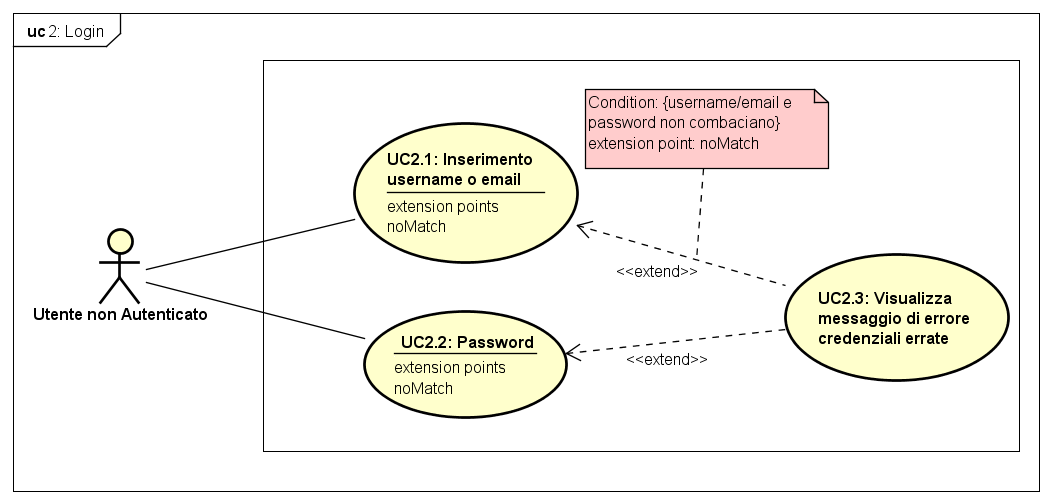 uc 2: Login
Condition: {username/email e
password non combaciano}
extension point: noMatch
UC2.1: Inserimento
username o email
extension points
noMatch
<<extend>>
Utente non Autenticato
UC2.3: Visualizza
messaggio di errore
credenziali errate
UC2.2: Password
extension points
noMatch
<<extend>>